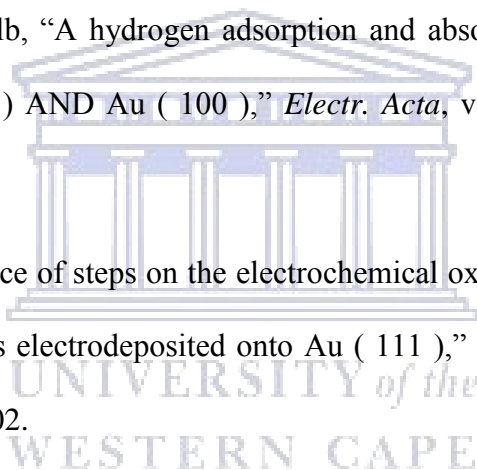 lb, “A hydrogen adsorption and abso
) AND Au ( 100 ),” Electr. Acta, v
ce of steps on the electrochemical ox
s electrodeposited onto Au ( 111 ),”
UNIVERSITY of the
02.
WESTERN CAPE